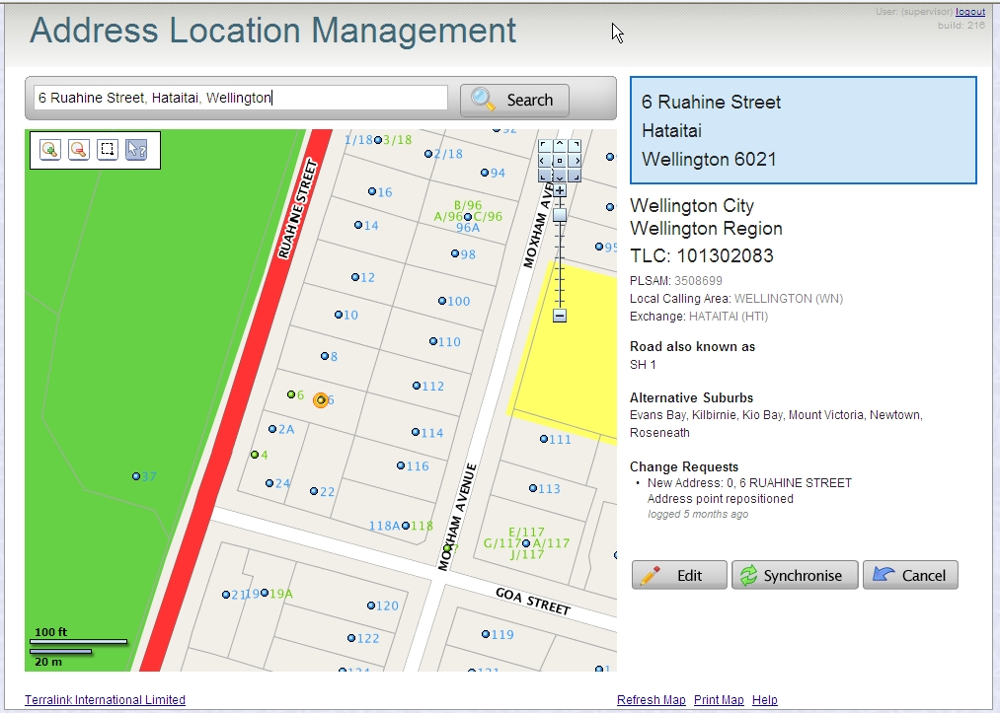 User: (supervisor) logout
build: 216
Address Location Management
6 Ruahine Street, Hataitai, Wellington
Search
6 Ruahine Street
Hataitai
Wellington 6021
Wellington City
Wellington Region
TLC: 101302083
PLSAM: 3508699
Local Calling Area: WELLINGTON (WN)
Exchange: HATAITAI (HTI)
Road also known as
SH 1
Alternative Suburbs
Evans Bay, Kilbirnie, Kio Bay, Mount Victoria, Newtown,
Roseneath
Change Requests
• New Address: 0, 6 RUAHINE STREET
Address point repositioned
logged 5 months ago
Edit
Synchronise
Cancel
1/18 3/18
92
2/18
94
16
B/96
A/96 C/96
96A
14
98
RUAHINE STREET
MOXHAM AVE
95
12
100
10
110
8
112
6
6
2A
114
111
4
116
37
24
22
113
118A 118
MOXHAM AVENUE
E/117
G/117 A/117
J/117
GOA STREET
21 19 19A
120
119
122
124
121
100 ft
20 m
Terralink International Limited
Refresh Map
Print Map
Help